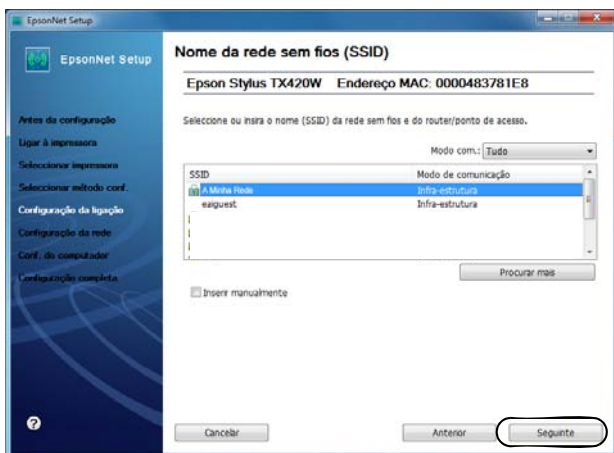 EpsonNet Setup
EpsonNet Setup
Nome da rede sem fios (SSID)
Epson Stylus TX420W Endereço MAC: 0000483781E8
Antes da configuração
Ligar à impressora
Seleccionar impressora
Seleccionar método conf.
Configuração da ligação
Configuração da rede
Conf. do computador
Configuração completa
Seleccione ou insira o nome (SSID) da rede sem fios e do router/ponto de acesso.
Modo com.: Tudo
SSID Modo de comunicação
A Minha Rede Infra-estrutura
eaiguest Infra-estrutura
Procurar mais
Inserir manualmente
?
Cancelar Anterior Seguinte